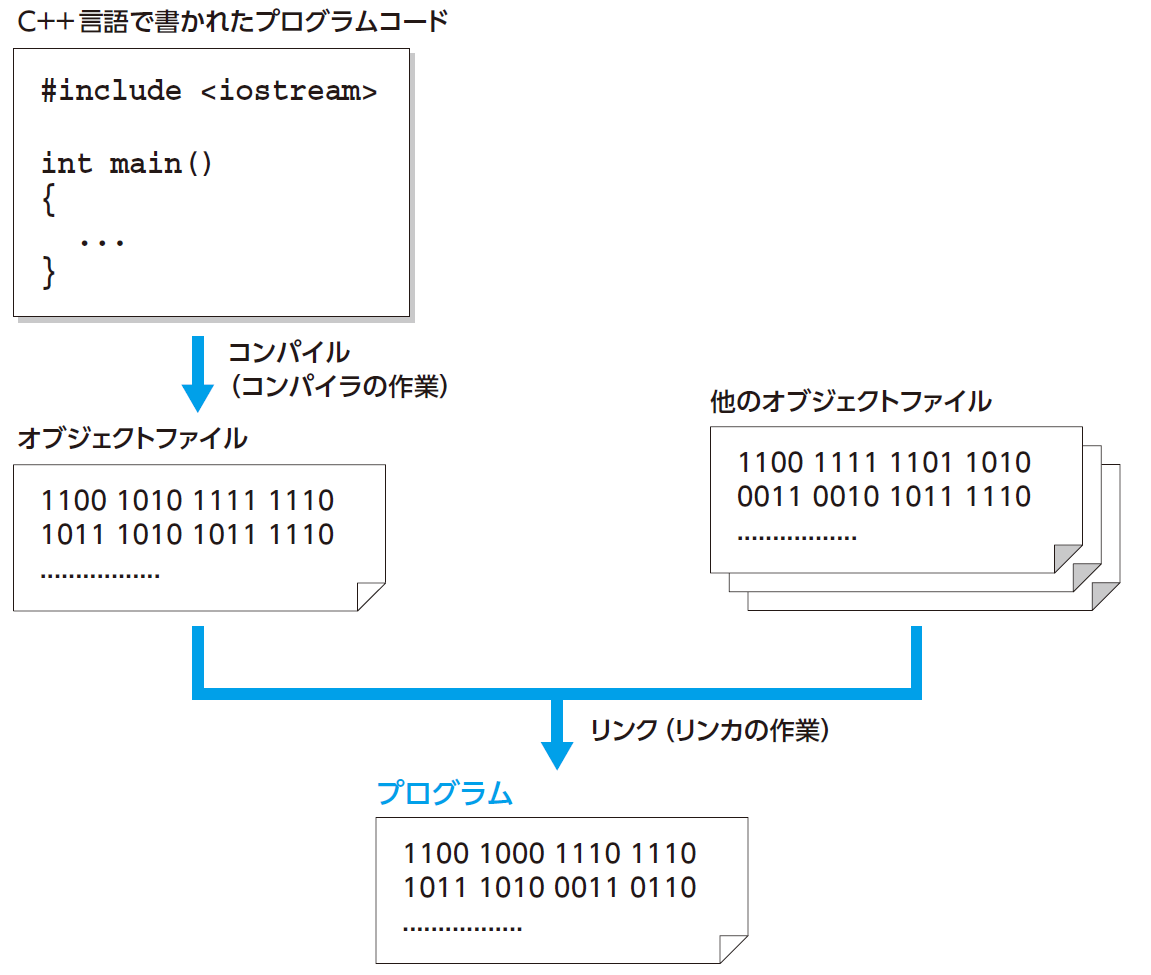 C++言語で書かれたプログラムコード
#include <iostream>
int main()
{
...
}
コンパイル
（コンパイラの作業）
オブジェクトファイル
1100 1010 1111 1110
1011 1010 1011 1110
.................
他のオブジェクトファイル
1100 1111 1101 1010
0011 0010 1011 1110
.................
リンク（リンカの作業）
プログラム
1100 1000 1110 1110
1011 1010 0011 0110
.................